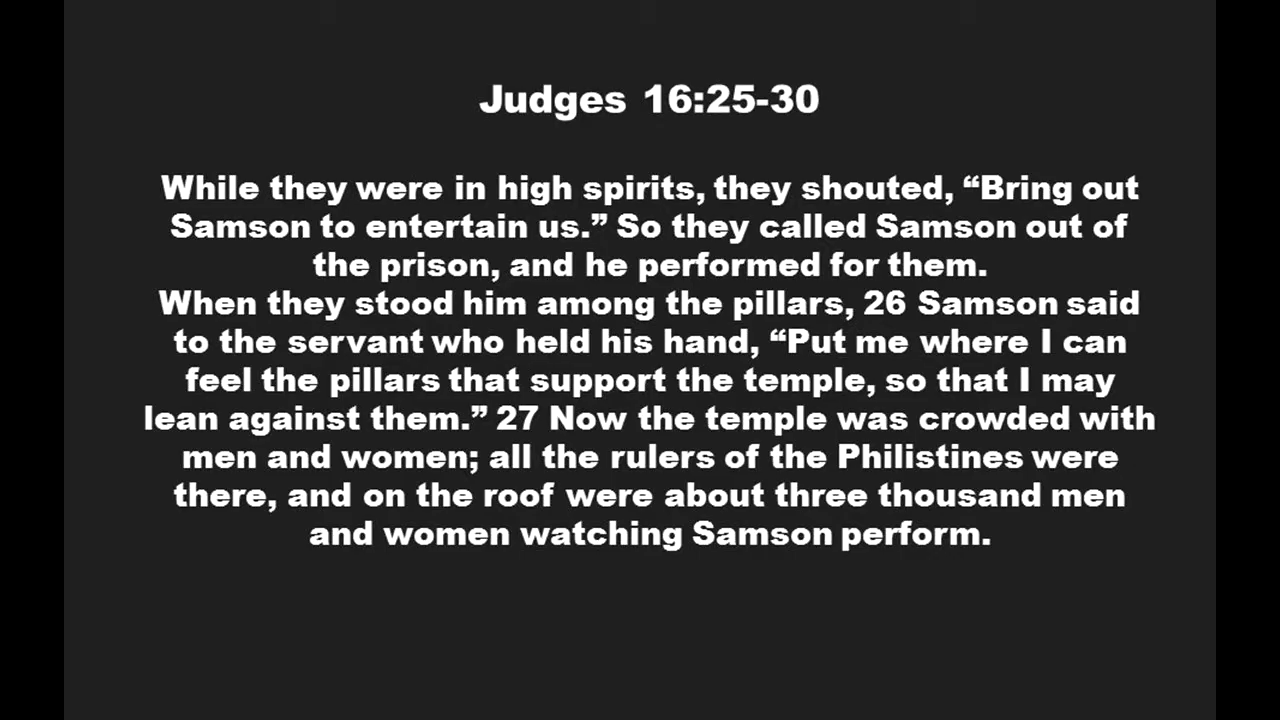 Judges 16:25-30
While they were in high spirits, they shouted, “Bring out
Samson to entertain us.” So they called Samson out of
the prison, and he performed for them.
When they stood him among the pillars, 26 Samson said
to the servant who held his hand, “Put me where I can
feel the pillars that support the temple, so that I may
lean against them.” 27 Now the temple was crowded with
men and women; all the rulers of the Philistines were
there, and on the roof were about three thousand men
and women watching Samson perform.